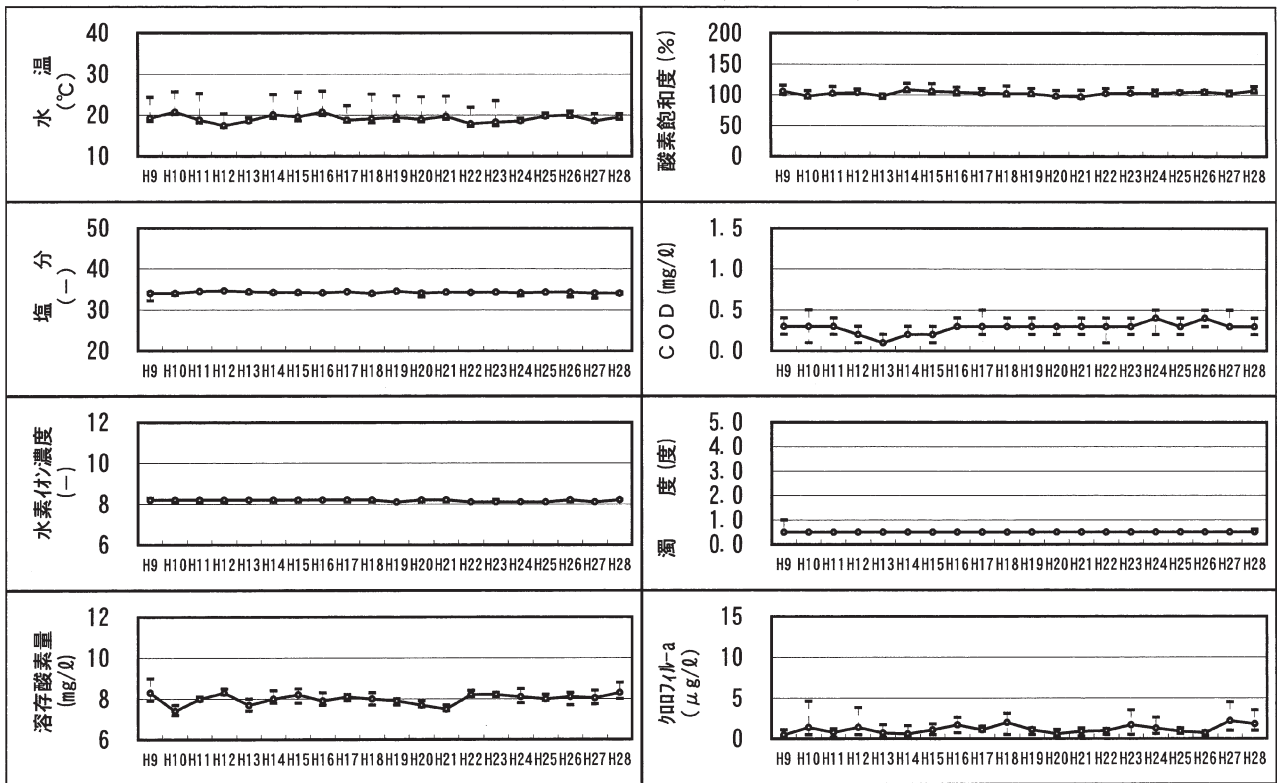 水温
(℃)
40
30
20
10
H9 H10 H11 H12 H13 H14 H15 H16 H17 H18 H19 H20 H21 H22 H23 H24 H25 H26 H27 H28
酸素飽和度(%)
200
150
100
50
0
H9 H10 H11 H12 H13 H14 H15 H16 H17 H18 H19 H20 H21 H22 H23 H24 H25 H26 H27 H28
塩分
(−)
50
40
30
20
H9 H10 H11 H12 H13 H14 H15 H16 H17 H18 H19 H20 H21 H22 H23 H24 H25 H26 H27 H28
COD(mg/ℓ)
1.5
1.0
0.5
0.0
H9 H10 H11 H12 H13 H14 H15 H16 H17 H18 H19 H20 H21 H22 H23 H24 H25 H26 H27 H28
水素ｲｵﾝ濃度
(−)
12
10
8
6
H9 H10 H11 H12 H13 H14 H15 H16 H17 H18 H19 H20 H21 H22 H23 H24 H25 H26 H27 H28
濁度(度)
5.0
4.0
3.0
2.0
1.0
0.0
H9 H10 H11 H12 H13 H14 H15 H16 H17 H18 H19 H20 H21 H22 H23 H24 H25 H26 H27 H28
溶存酸素量
(mg/ℓ)
12
10
8
6
H9 H10 H11 H12 H13 H14 H15 H16 H17 H18 H19 H20 H21 H22 H23 H24 H25 H26 H27 H28
ｸﾛﾛﾌｨﾙ-a
(μg/ℓ)
15
10
5
0
H9 H10 H11 H12 H13 H14 H15 H16 H17 H18 H19 H20 H21 H22 H23 H24 H25 H26 H27 H28